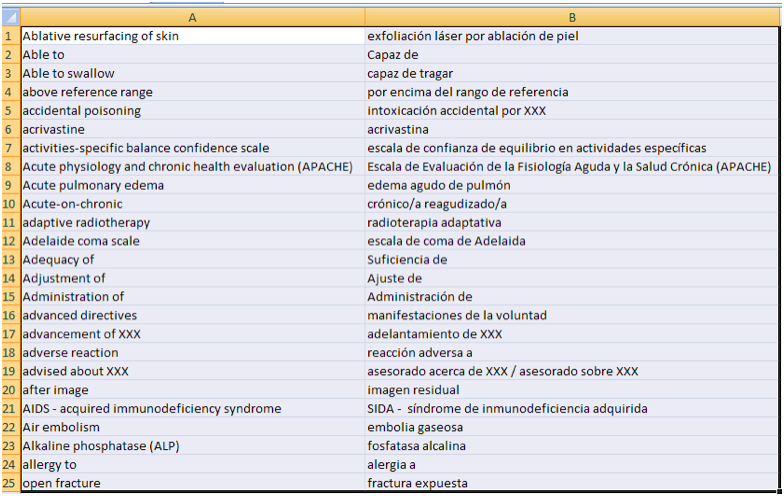 A B
1 Ablative resurfacing of skin exfoliación láser por ablación de piel
2 Able to Capaz de
3 Able to swallow capaz de tragar
4 above reference range por encima del rango de referencia
5 accidental poisoning intoxicación accidental por XXX
6 acrivastine acrivastina
7 activities-specific balance confidence scale escala de confianza de equilibrio en actividades específicas
8 Acute physiology and chronic health evaluation (APACHE) Escala de Evaluación de la Fisiología Aguda y la Salud Crónica (APACHE)
9 Acute pulmonary edema edema agudo de pulmón
10 Acute-on-chronic crónico/a reagudizado/a
11 adaptive radiotherapy radioterapia adaptativa
12 Adelaide coma scale escala de coma de Adelaida
13 Adequacy of Suficiencia de
14 Adjustment of Ajuste de
15 Administration of Administración de
16 advanced directives manifestaciones de la voluntad
17 advancement of XXX adelantamiento de XXX
18 adverse reaction reacción adversa a
19 advised about XXX asesorado acerca de XXX / asesorado sobre XXX
20 after image imagen residual
21 AIDS - acquired immunodeficiency syndrome SIDA - síndrome de inmunodeficiencia adquirida
22 Air embolism embolia gaseosa
23 Alkaline phosphatase (ALP) fosfatasa alcalina
24 allergy to alergia a
25 open fracture fractura expuesta